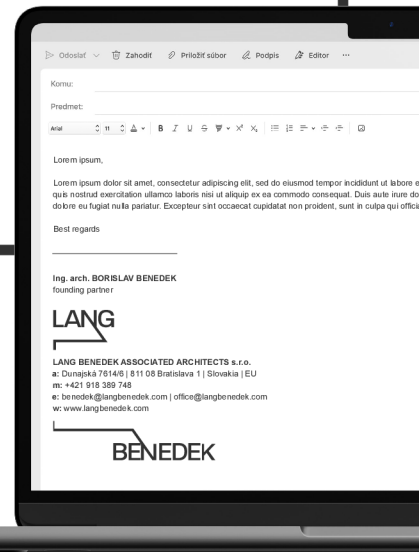 Odoslať Zahodiť Priložiť súbor Podpis Editor ...
Komu:
Predmet:
Arial 11 A B I U S X² X₂
Lorem ipsum,
Lorem ipsum dolor sit amet, consectetur adipiscing elit, sed do eiusmod tempor incididunt ut labore e
quis nostrud exercitation ullamco laboris nisi ut aliquip ex ea commodo consequat. Duis aute irure do
dolore eu fugiat nulla pariatur. Excepteur sint occaecat cupidatat non proident, sunt in culpa qui offici
Best regards
Ing. arch. BORISLAV BENEDEK
founding partner
LANG
LANG BENEDEK ASSOCIATED ARCHITECTS s.r.o.
a: Dunajská 7614/6 | 811 08 Bratislava 1 | Slovakia | EU
m: +421 918 389 748
e: benedek@langbenedek.com | office@langbenedek.com
w: www.langbenedek.com
BENEDEK